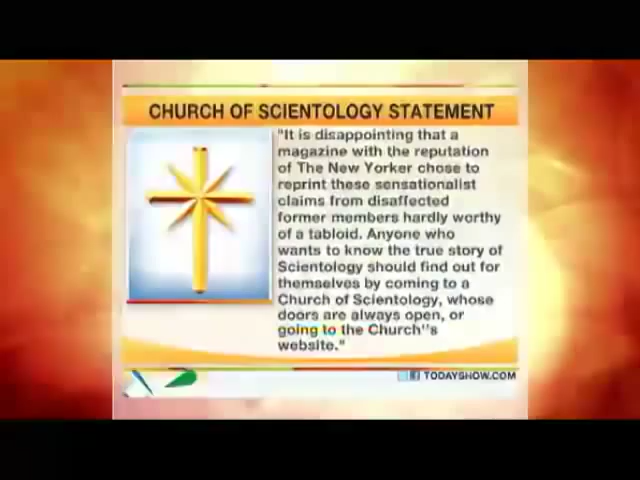 CHURCH OF SCIENTOLOGY STATEMENT
"It is disappointing that a
magazine with the reputation
of The New Yorker chose to
reprint these sensationalist
claims from disaffected
former members hardly worthy
of a tabloid. Anyone who
wants to know the true story of
Scientology should find out for
themselves by coming to a
Church of Scientology, whose
doors are always open, or
going to the Church"s
website."
TODAYSHOW.COM